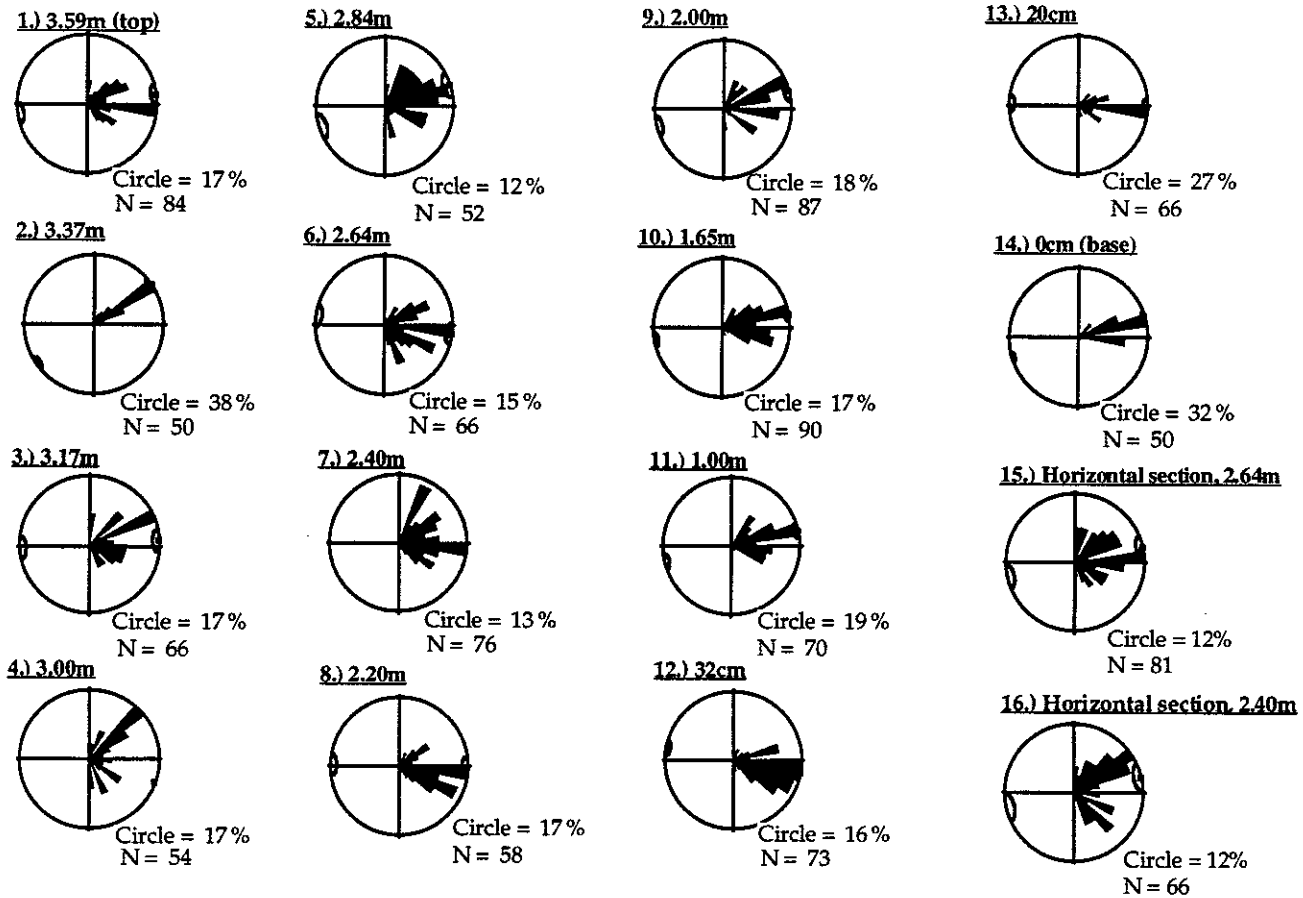 1.) 3.59m (top)
Circle = 17%
N = 84
2.) 3.37m
Circle = 38%
N = 50
3.) 3.17m
Circle = 17%
N = 66
4.) 3.00m
Circle = 17%
N = 54
5.) 2.84m
Circle = 12%
N = 52
6.) 2.64m
Circle = 15%
N = 66
7.) 2.40m
Circle = 13%
N = 76
8.) 2.20m
Circle = 17%
N = 58
9.) 2.00m
Circle = 18%
N = 87
10.) 1.65m
Circle = 17%
N = 90
11.) 1.00m
Circle = 19%
N = 70
12.) 32cm
Circle = 16%
N = 73
13.) 20cm
Circle = 27%
N = 66
14.) 0cm (base)
Circle = 32%
N = 50
15.) Horizontal section, 2.64m
Circle = 12%
N = 81
16.) Horizontal section, 2.40m
Circle = 12%
N = 66